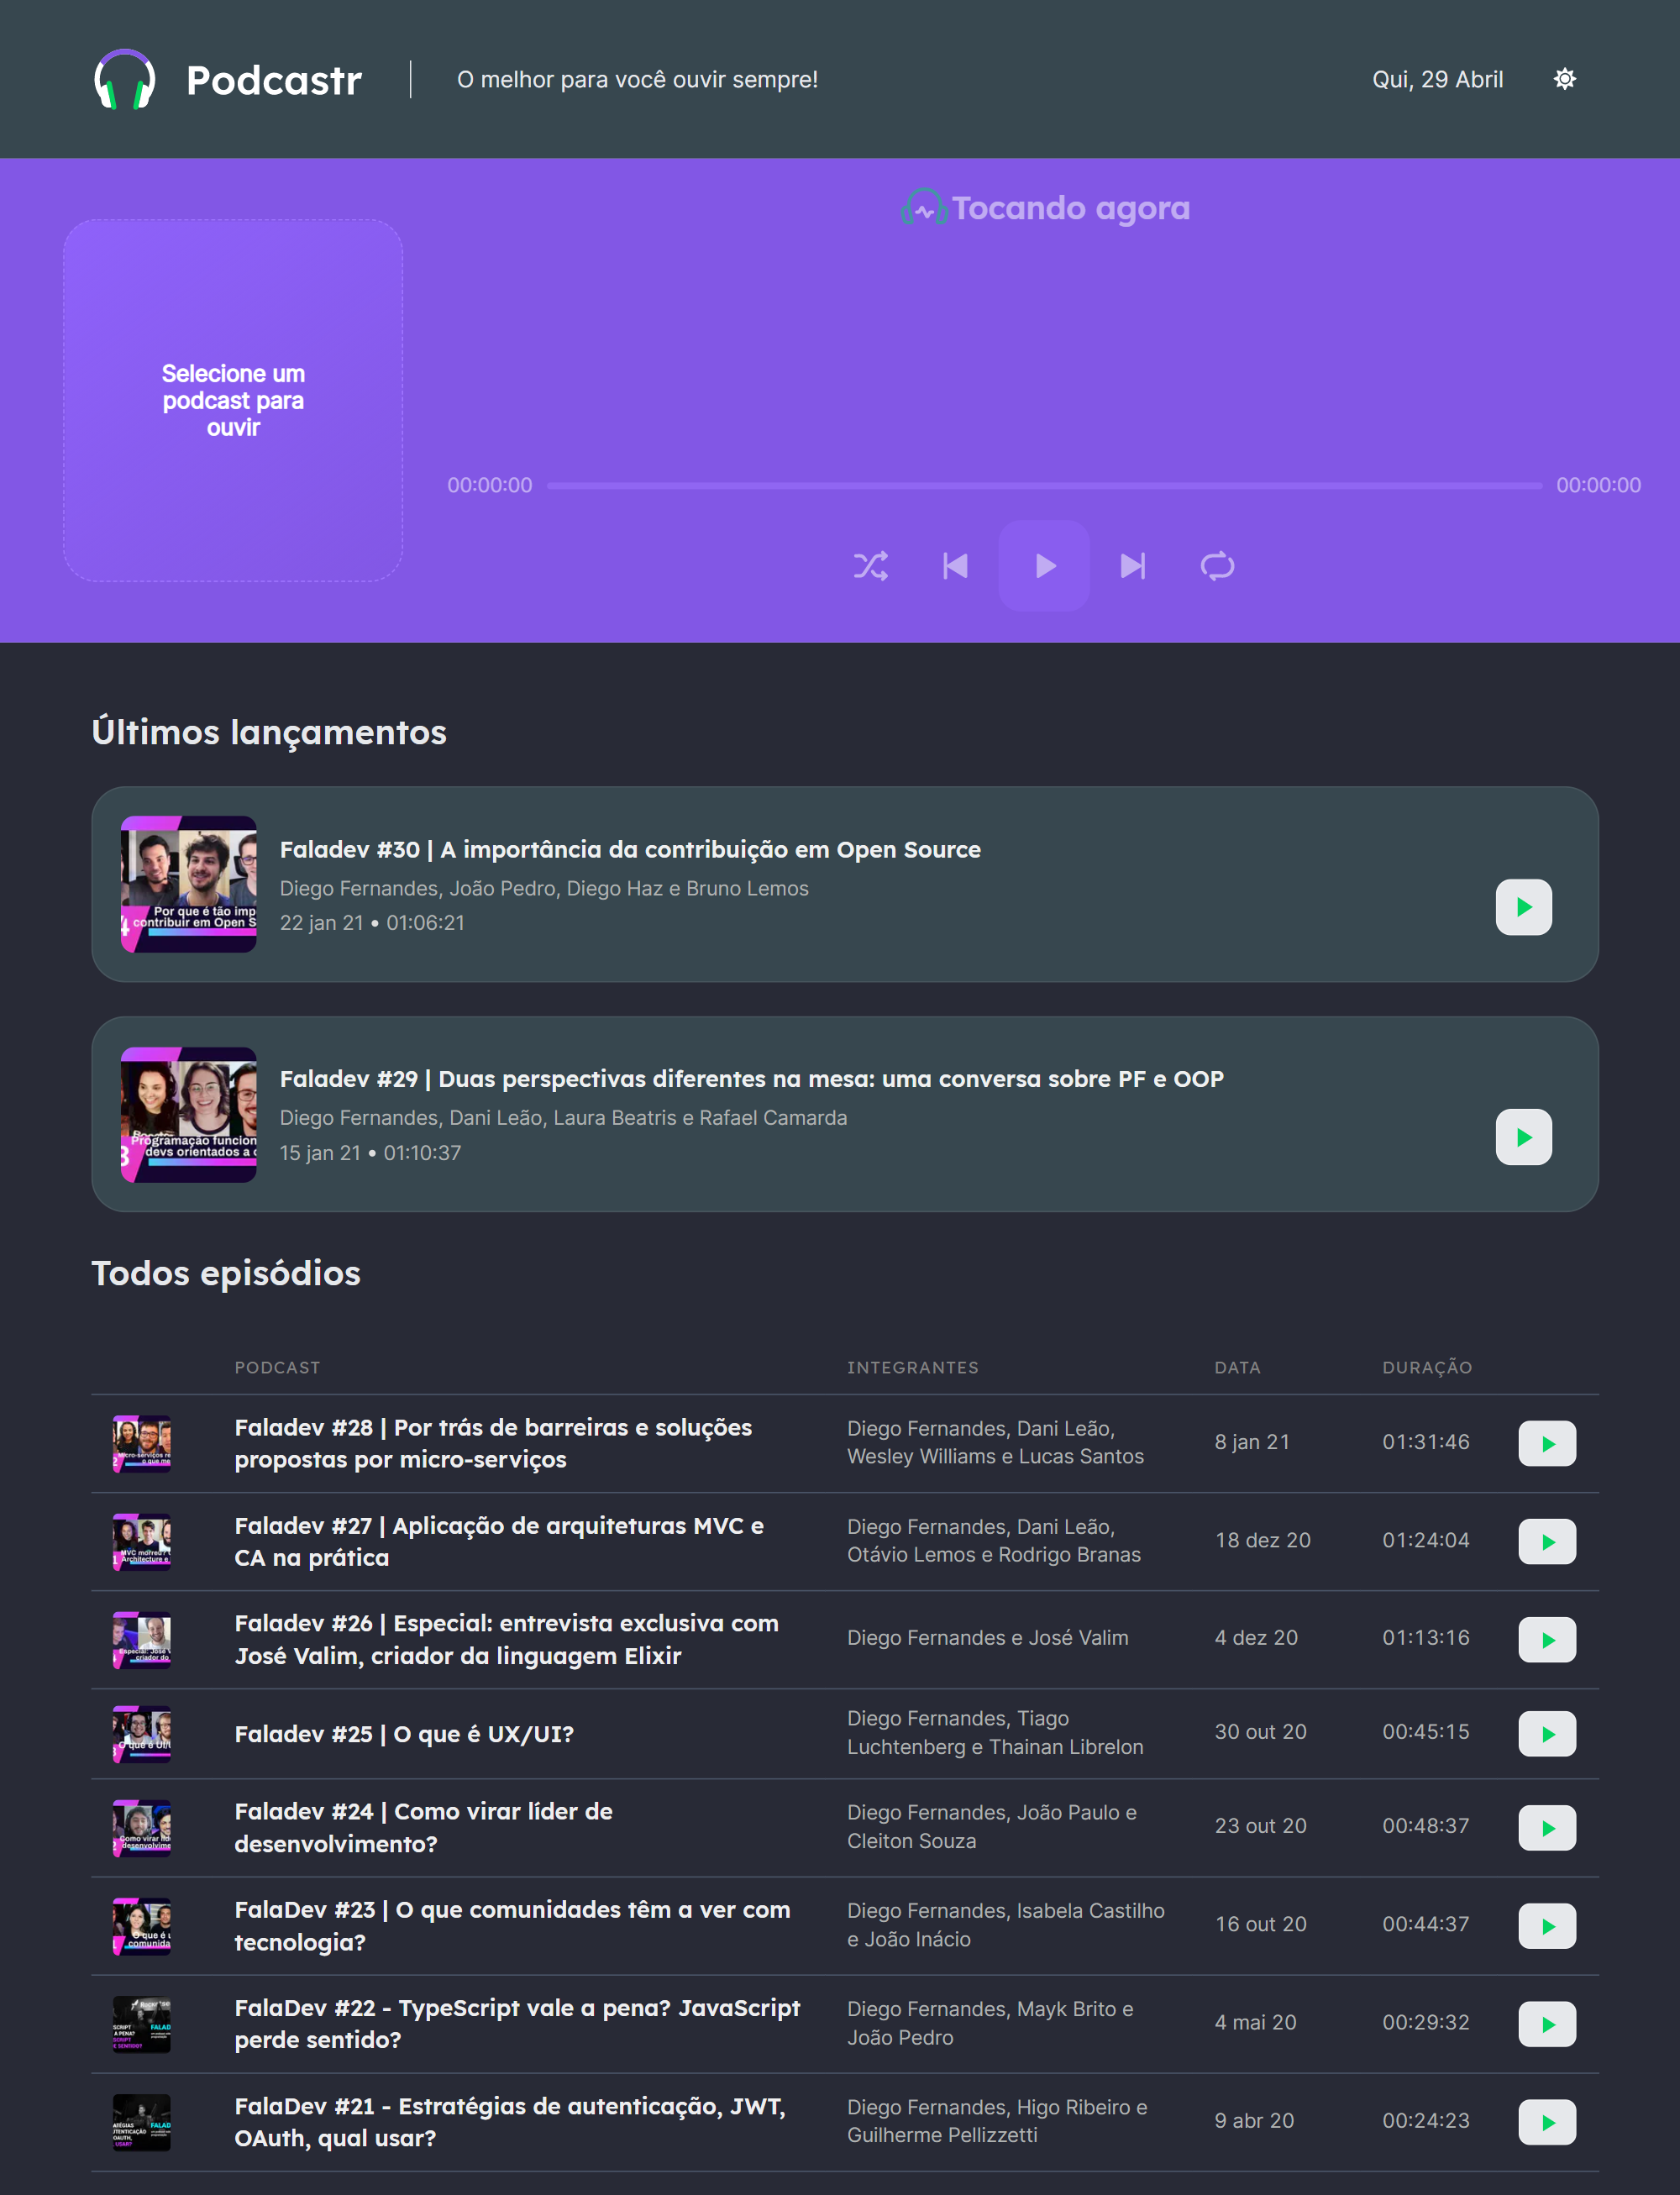 Podcastr
O melhor para você ouvir sempre!
Qui, 29 Abril
Tocando agora
Selecione um
podcast para
ouvir
00:00:00
00:00:00
Últimos lançamentos
Por que é tão imp
contribuir em Open S
Faladev #30 | A importância da contribuição em Open Source
Diego Fernandes, João Pedro, Diego Haz e Bruno Lemos
22 jan 21 • 01:06:21
Programação funcion
devs orientados a
Faladev #29 | Duas perspectivas diferentes na mesa: uma conversa sobre PF e OOP
Diego Fernandes, Dani Leão, Laura Beatris e Rafael Camarda
15 jan 21 • 01:10:37
Todos episódios
PODCAST
INTEGRANTES
DATA
DURAÇÃO
Faladev #28 | Por trás de barreiras e soluções
propostas por micro-serviços
Diego Fernandes, Dani Leão,
Wesley Williams e Lucas Santos
8 jan 21
01:31:46
Faladev #27 | Aplicação de arquiteturas MVC e
CA na prática
Diego Fernandes, Dani Leão,
Otávio Lemos e Rodrigo Branas
18 dez 20
01:24:04
Faladev #26 | Especial: entrevista exclusiva com
José Valim, criador da linguagem Elixir
Diego Fernandes e José Valim
4 dez 20
01:13:16
Faladev #25 | O que é UX/UI?
Diego Fernandes, Tiago
Luchtenberg e Thainan Librelon
30 out 20
00:45:15
Faladev #24 | Como virar líder de
desenvolvimento?
Diego Fernandes, João Paulo e
Cleiton Souza
23 out 20
00:48:37
FalaDev #23 | O que comunidades têm a ver com
tecnologia?
Diego Fernandes, Isabela Castilho
e João Inácio
16 out 20
00:44:37
FalaDev #22 - TypeScript vale a pena? JavaScript
perde sentido?
Diego Fernandes, Mayk Brito e
João Pedro
4 mai 20
00:29:32
FalaDev #21 - Estratégias de autenticação, JWT,
OAuth, qual usar?
Diego Fernandes, Higo Ribeiro e
Guilherme Pellizzetti
9 abr 20
00:24:23